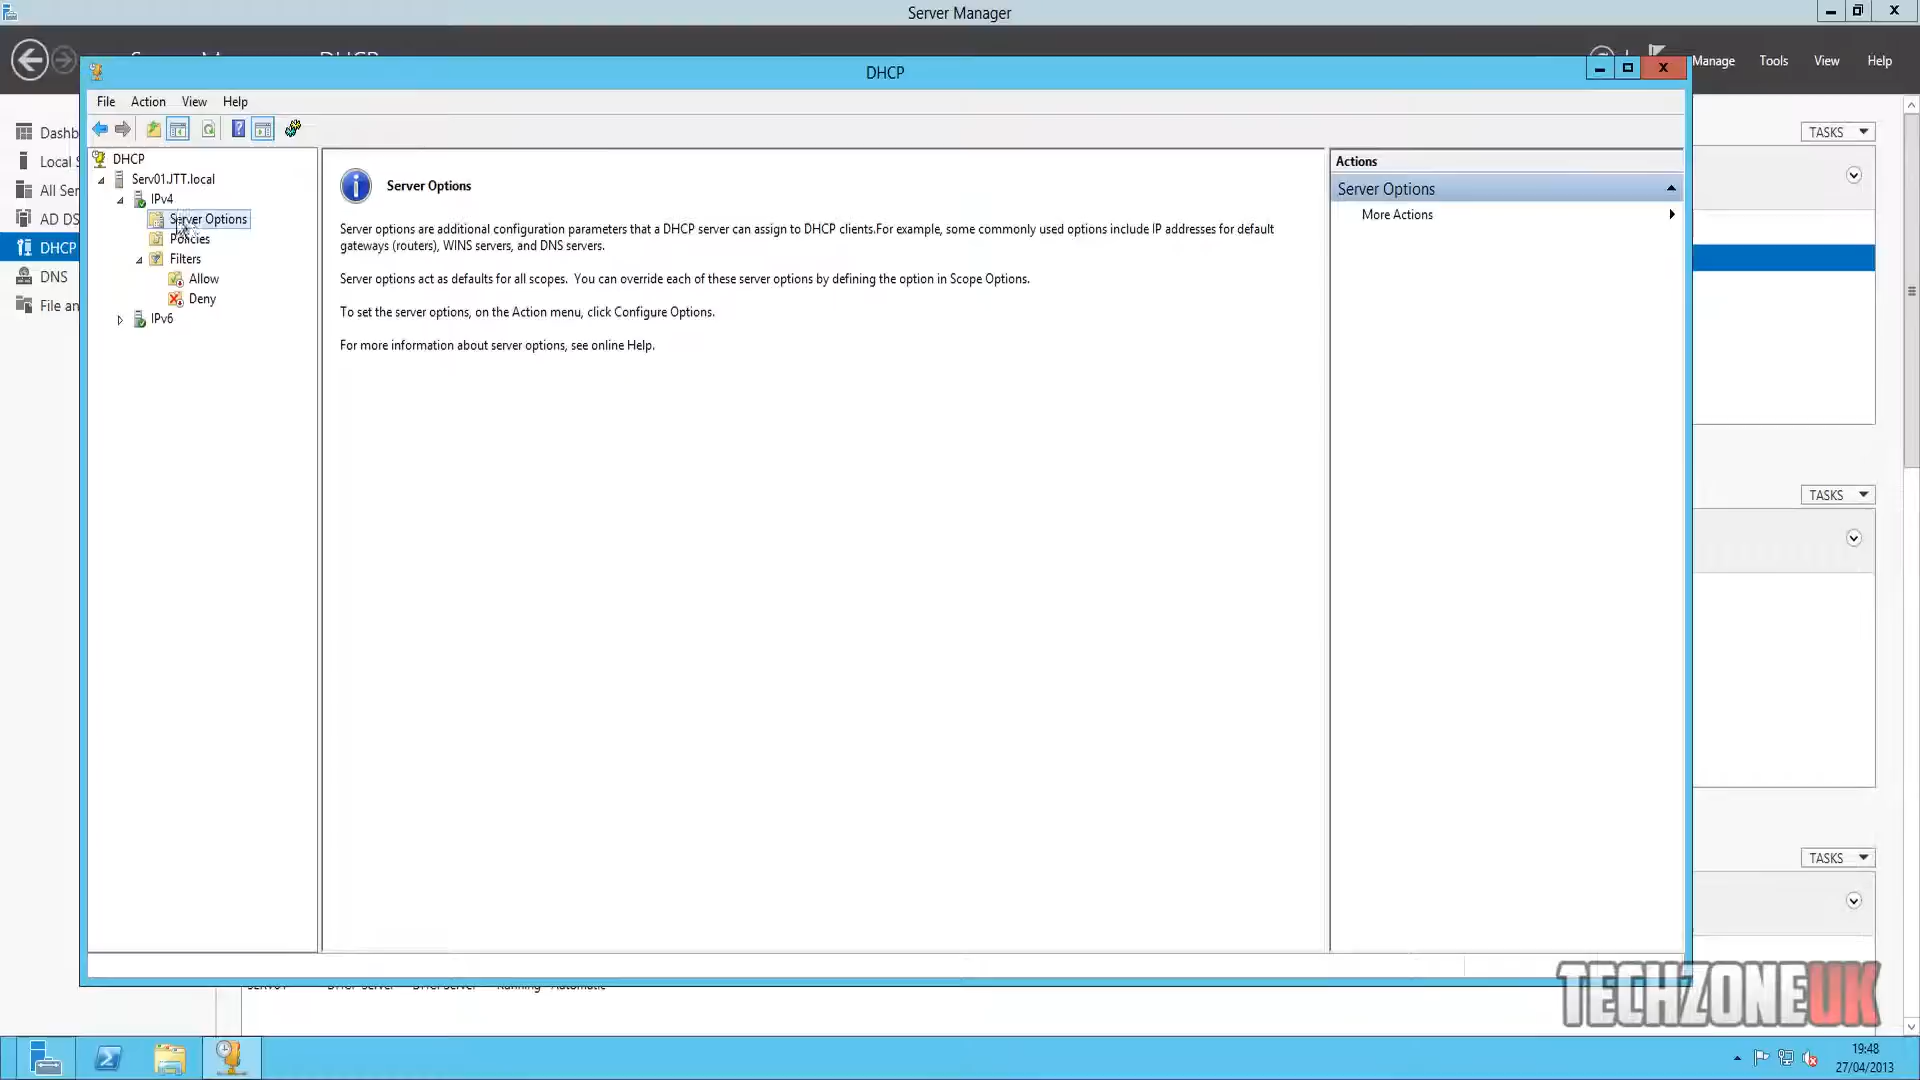 Server Manager
Manage
Tools
View
Help
DHCP
File
Action
View
Help
Dashb
Local S
All Ser
AD DS
DHCP
DNS
File an
DHCP
Serv01.JTT.local
IPv4
Server Options
Policies
Filters
Allow
Deny
IPv6
Server Options
Server options are additional configuration parameters that a DHCP server can assign to DHCP clients.For example, some commonly used options include IP addresses for default
gateways (routers), WINS servers, and DNS servers.
Server options act as defaults for all scopes. You can override each of these server options by defining the option in Scope Options.
To set the server options, on the Action menu, click Configure Options.
For more information about server options, see online Help.
Actions
Server Options
More Actions
TASKS
TASKS
TASKS
TECHZONEUK
19:48
27/04/2013